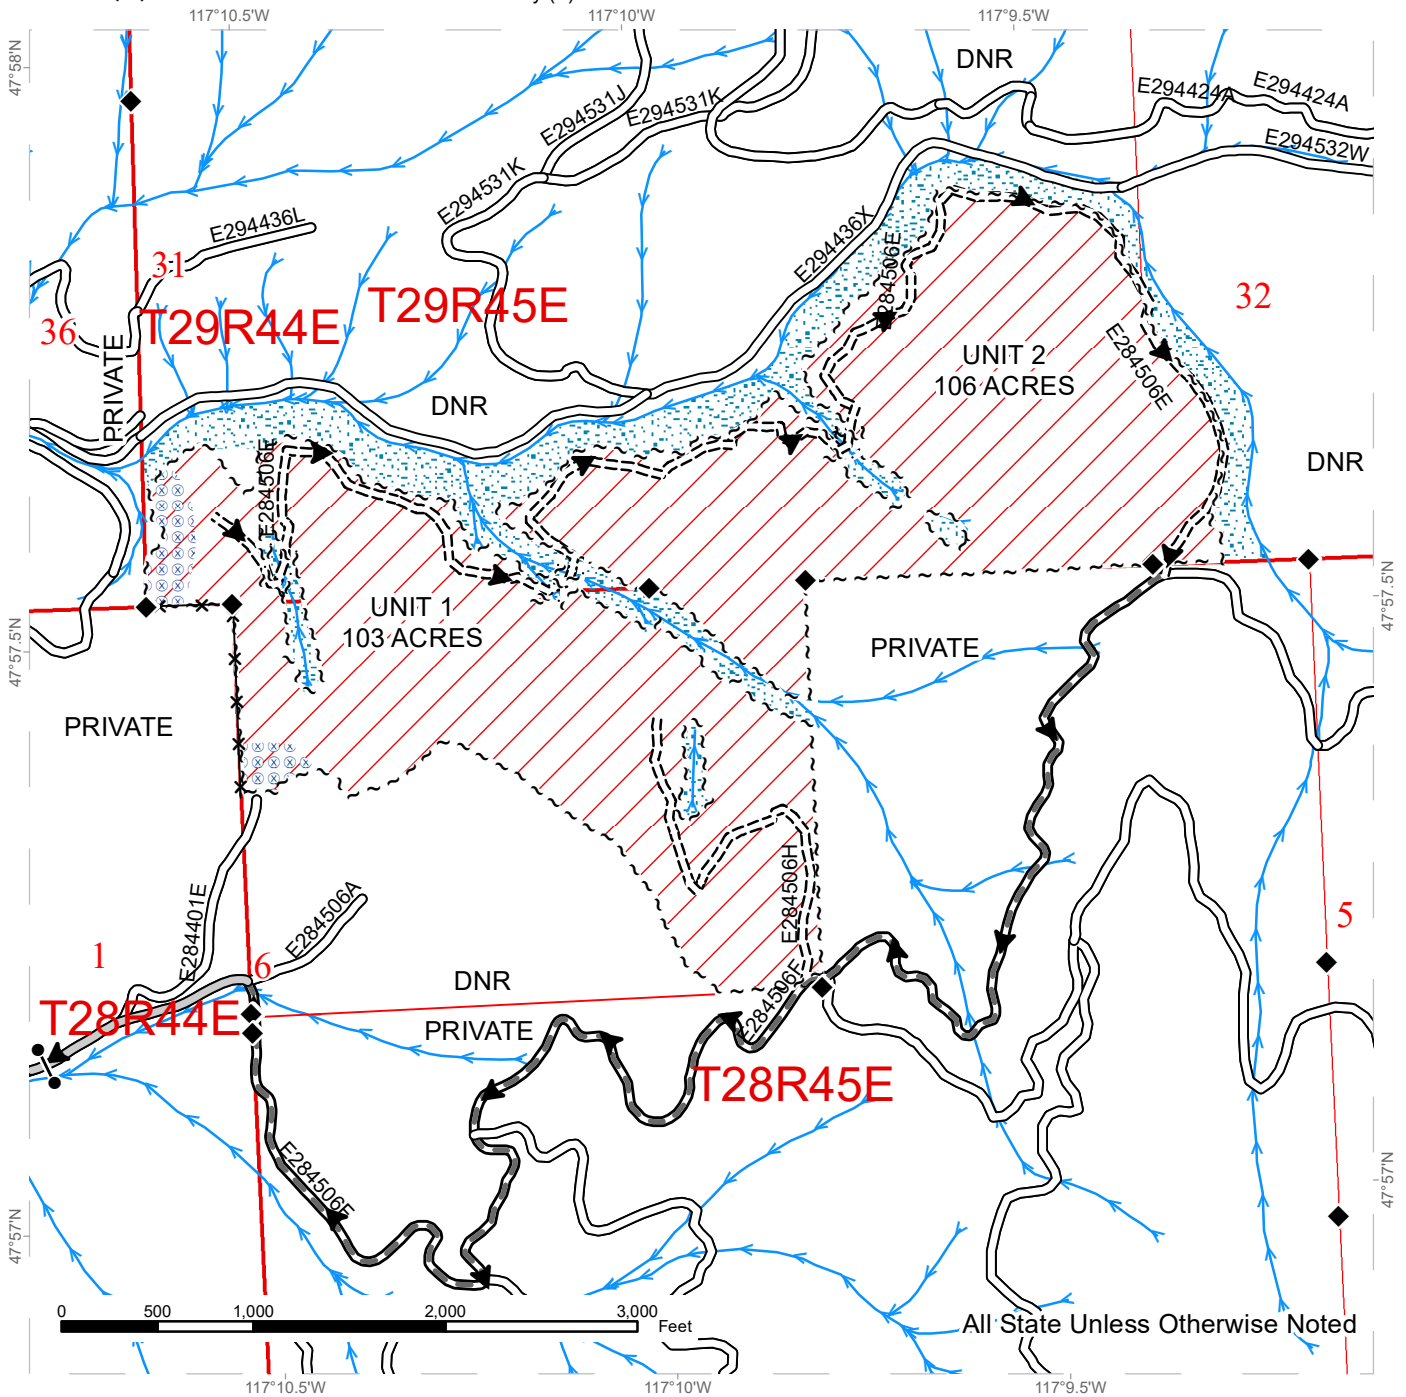 117°10.5'W
117°10'W
117°9.5'W
47°58'N
DNR
E294531J
E294531K
E294424A
E294424A
E294532W
E294531K
E294436L
E294436X
E284506E
31
36
T29R44E
T29R45E
32
PRIVATE
UNIT 2
106 ACRES
E284506E
DNR
DNR
E284506E
47°57.5'N
47°57.5'N
UNIT 1
103 ACRES
PRIVATE
PRIVATE
E284506H
E284401E
E284506A
5
1
6
DNR
T28R44E
PRIVATE
E284506E
T28R45E
E284506E
47°57'N
47°57'N
0
500
1,000
2,000
3,000
Feet
All State Unless Otherwise Noted
117°10.5'W
117°10'W
117°9.5'W